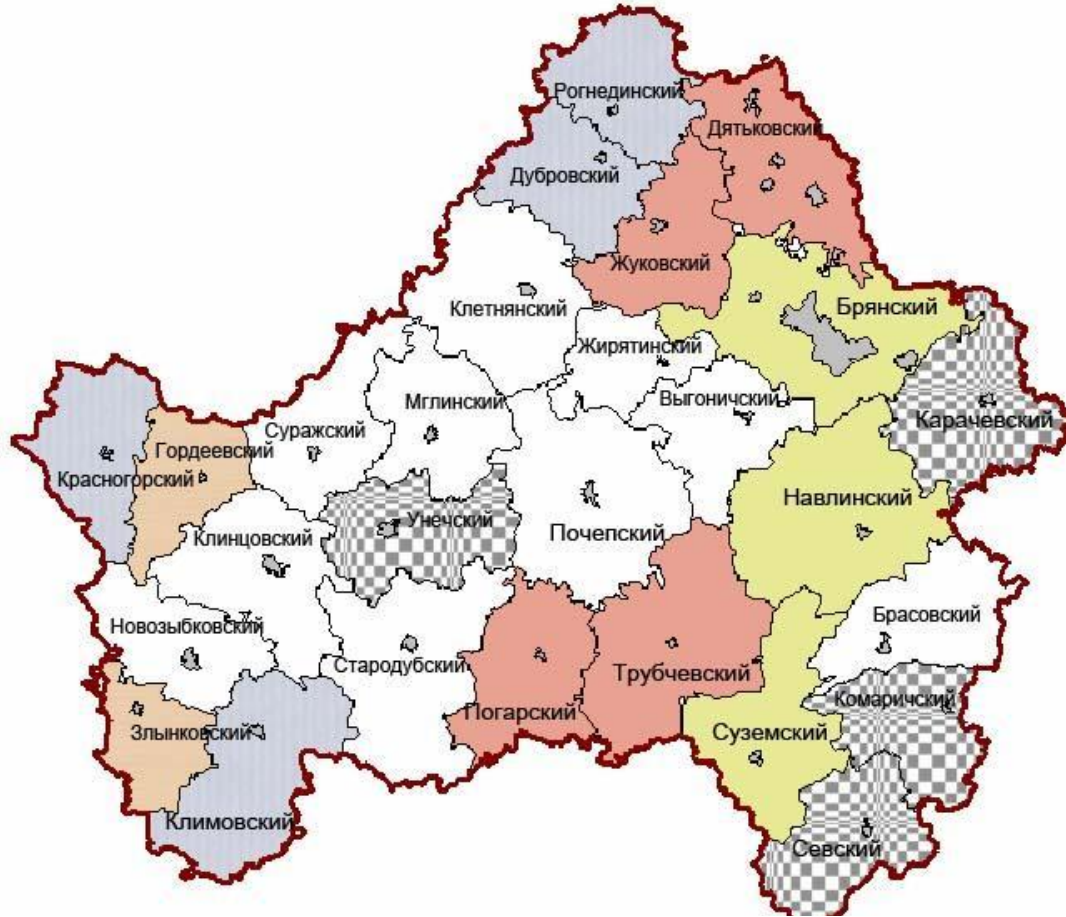 Рогнединский
Дятьковский
Дубровский
Жуковский
Клетнянский
Брянский
Жирятинский
Выгоничский
Мглинский
Карачевский
Суражский
Гордеевский
Красногорский
Навлинский
Унечский
Почепский
Клинцовский
Брасовский
Новозыбковский
Стародубский
Трубчевский
Комаричский
Погарский
Злынковский
Суземский
Климовский
Севский